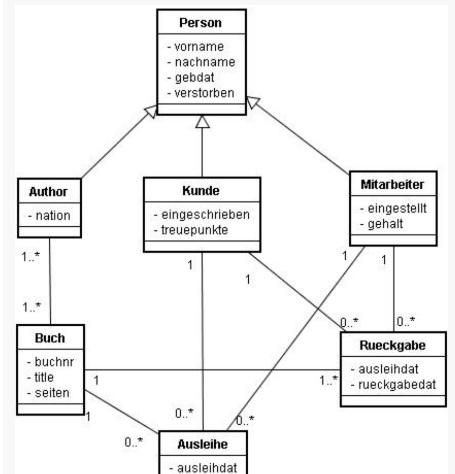 Person
- vorname
- nachname
- gebdat
- verstorben
Author
- nation
Kunde
- eingeschrieben
- treuepunkte
Mitarbeiter
- eingestellt
- gehalt
1..*
1
1
1
1
1..*
0..*
0..*
Buch
- buchnr
- title
- seiten
Rueckgabe
- ausleihdat
- rueckgabedat
1
1..*
1
0..*
0..*
0..*
Ausleihe
- ausleihdat